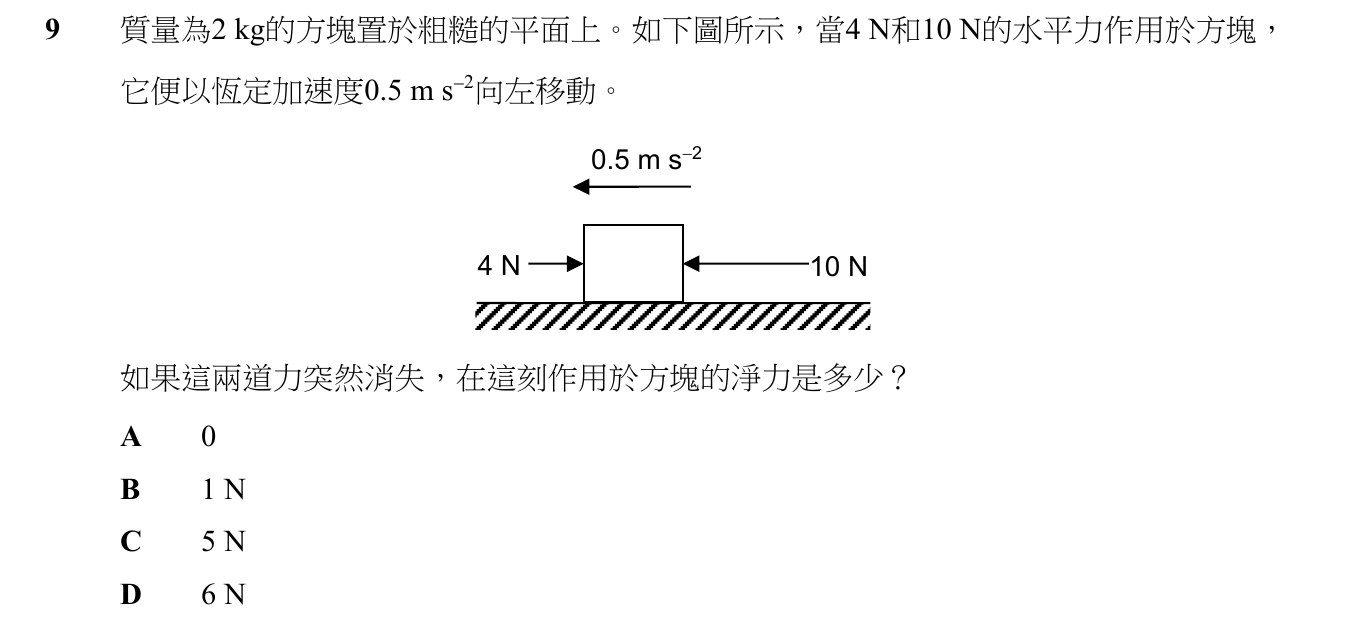 9 質量為2 kg的方塊置於粗糙的平面上。如下圖所示，當4 N和10 N的水平力作用於方塊，
它便以恆定加速度0.5 m s⁻²向左移動。
0.5 m s⁻²
4 N 10 N
如果這兩道力突然消失，在這刻作用於方塊的淨力是多少？
A 0
B 1 N
C 5 N
D 6 N